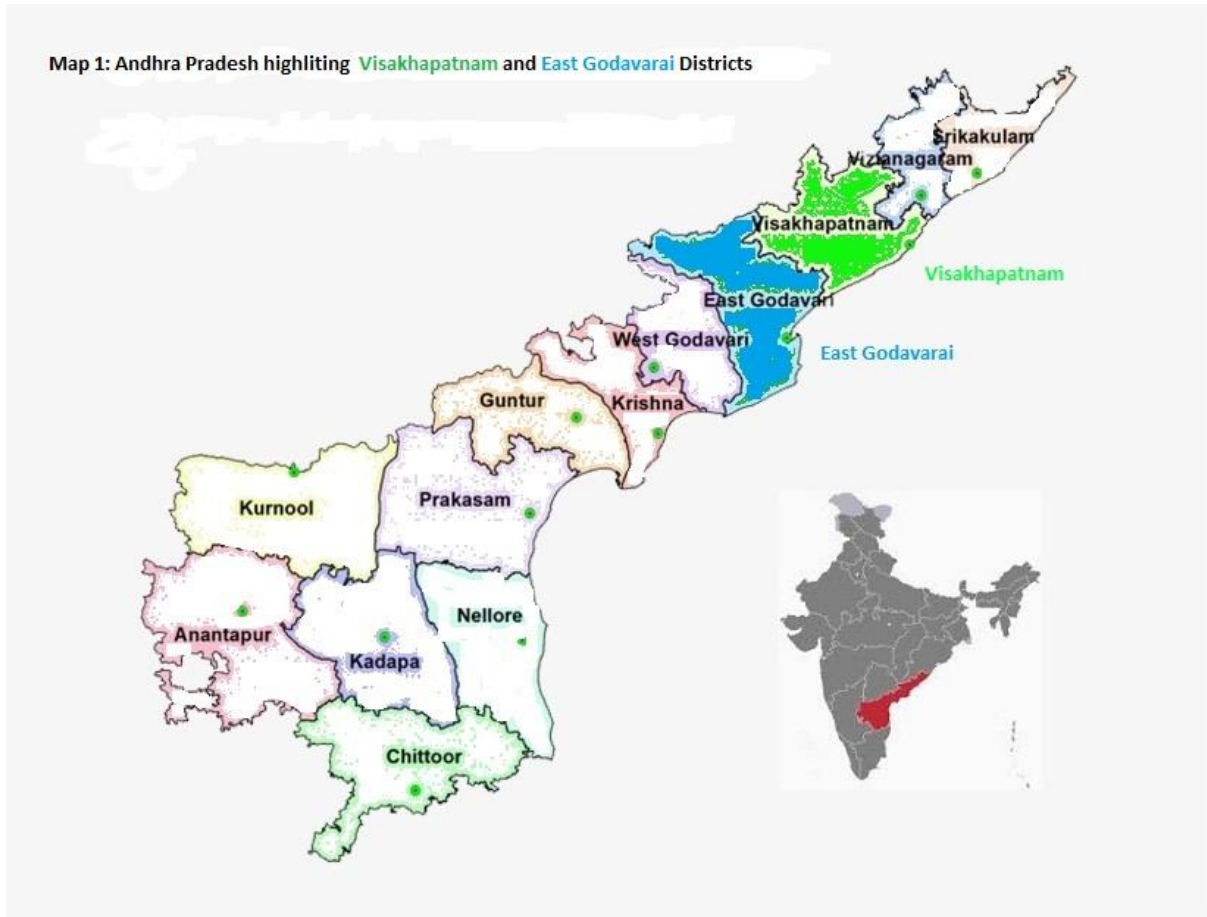 Map 1: Andhra Pradesh highliting Visakhapatnam and East Godavarai Districts
Srikakulam
Vizianagaram
Visakhapatnam
Visakhapatnam
East Godavari
West Godavari
East Godavarai
Guntur
Krishna
Prakasam
Kurnool
Nellore
Anantapur
Kadapa
Chittoor